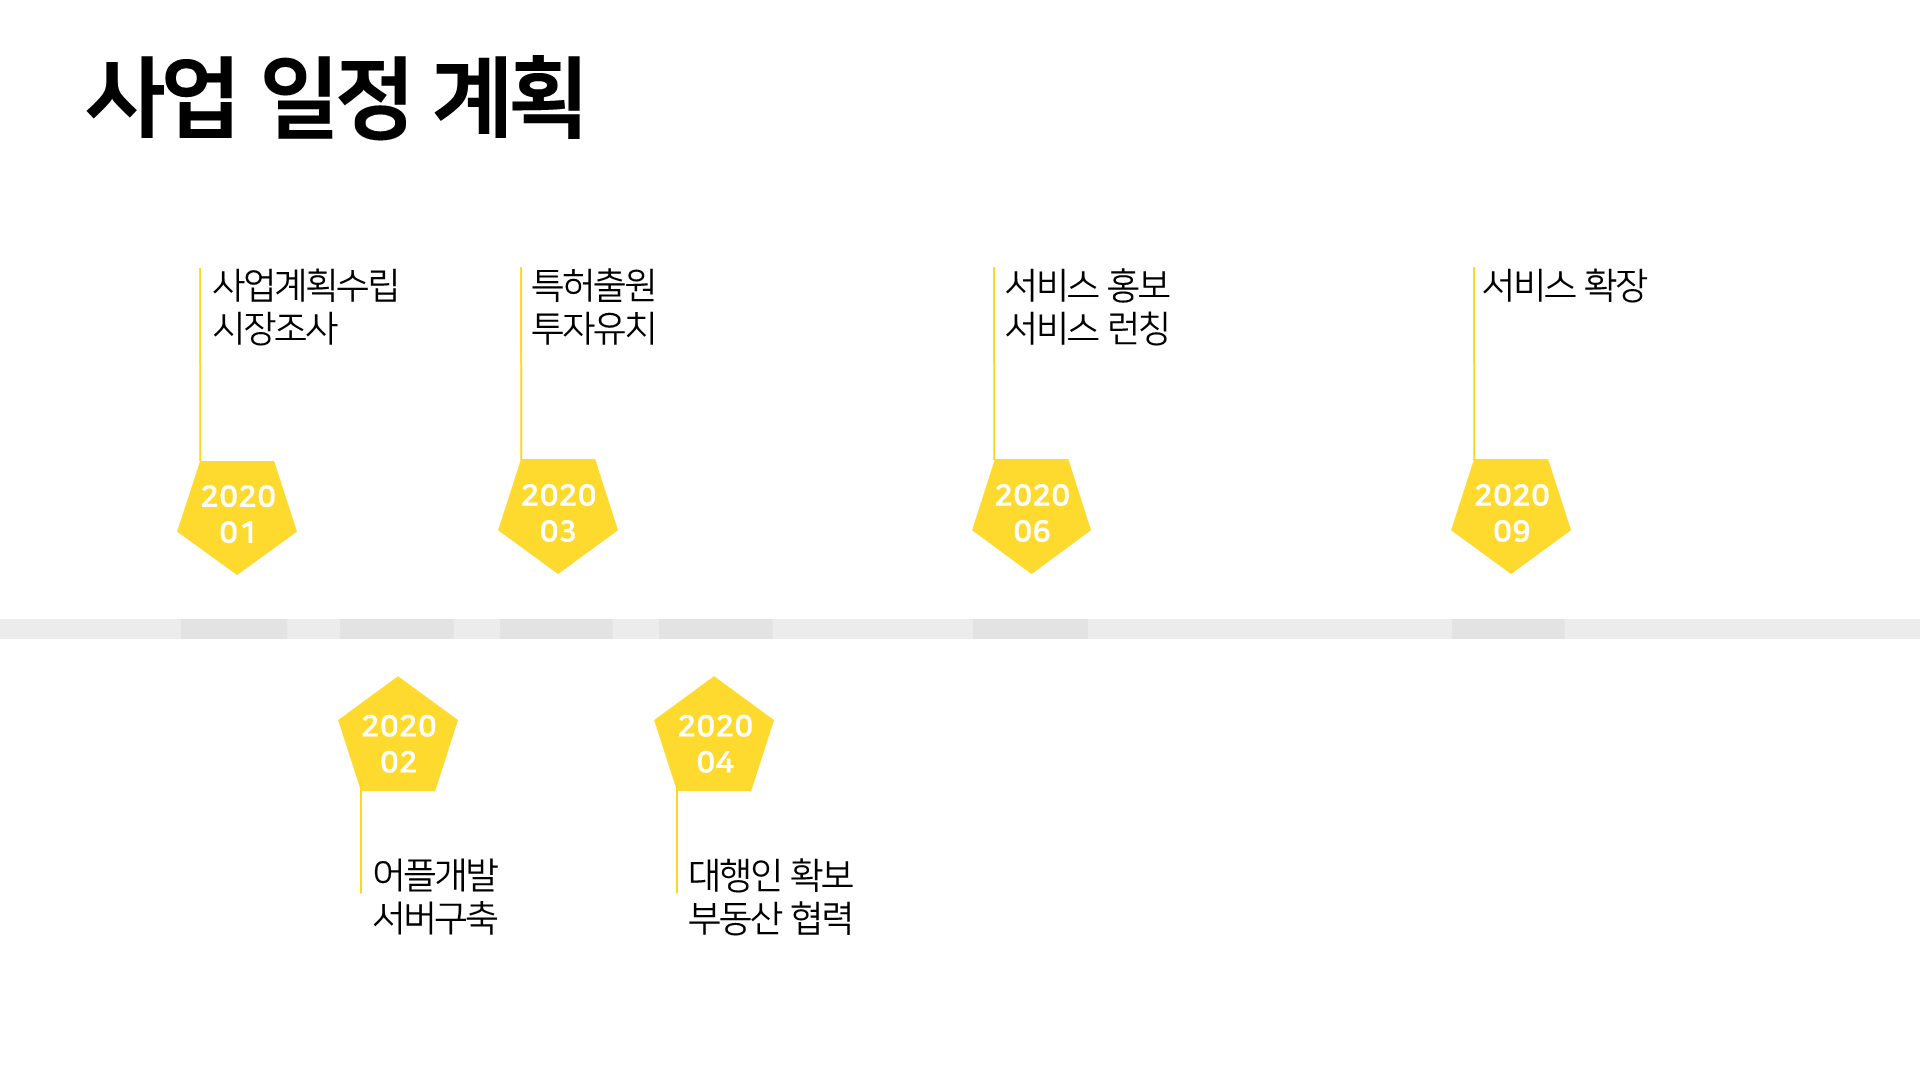 사업 일정 계획
사업계획수립
시장조사
2020
01
어플개발
서버구축
2020
02
특허출원
투자유치
2020
03
대행인 확보
부동산 협력
2020
04
서비스 홍보
서비스 런칭
2020
06
서비스 확장
2020
09